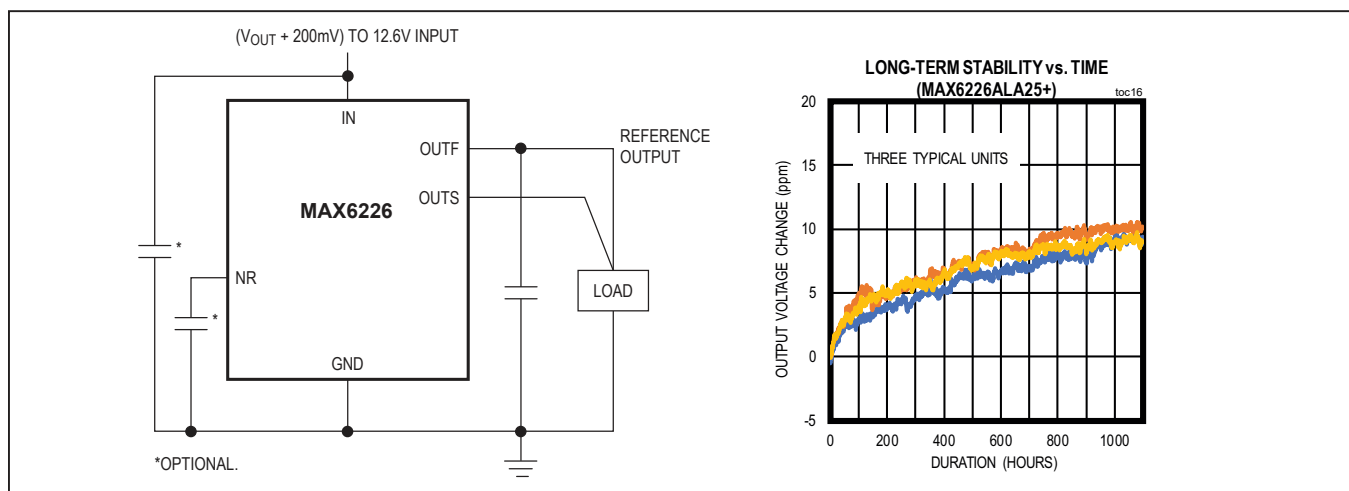 (VOUT + 200mV) TO 12.6V INPUT
IN
OUTF
REFERENCE
OUTPUT
OUTS
MAX6226
*
NR
LOAD
*
GND
*OPTIONAL.
LONG-TERM STABILITY vs. TIME
(MAX6226ALA25+)
toc16
THREE TYPICAL UNITS
OUTPUT VOLTAGE CHANGE (ppm)
20
15
10
5
0
-5
0 200 400 600 800 1000
DURATION (HOURS)